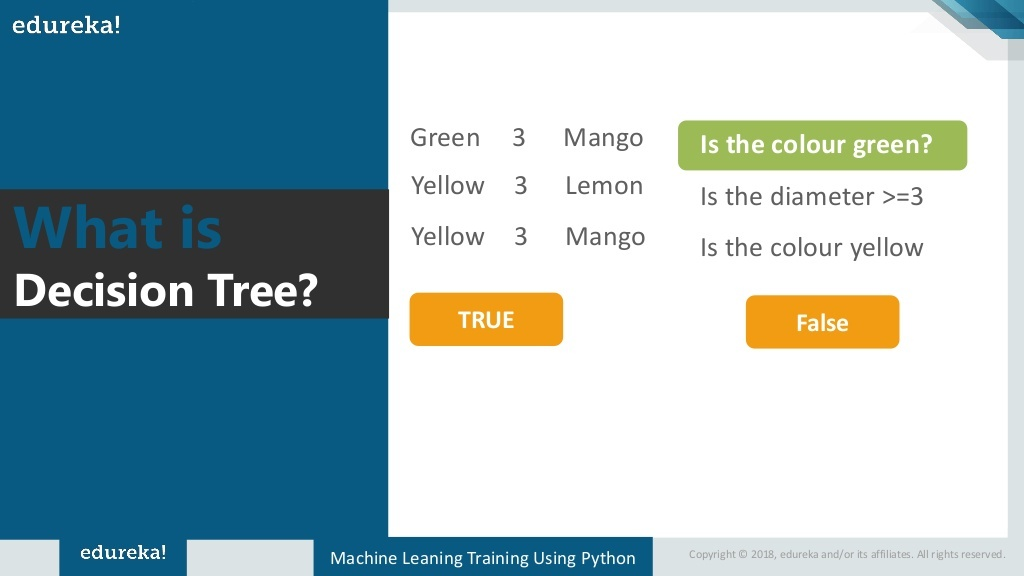 edureka!
What is
Decision Tree?
Green 3 Mango
Yellow 3 Lemon
Yellow 3 Mango
Is the colour green?
Is the diameter >=3
Is the colour yellow
TRUE
False
edureka!
Machine Leaning Training Using Python
Copyright © 2018, edureka and/or its affiliates. All rights reserved.